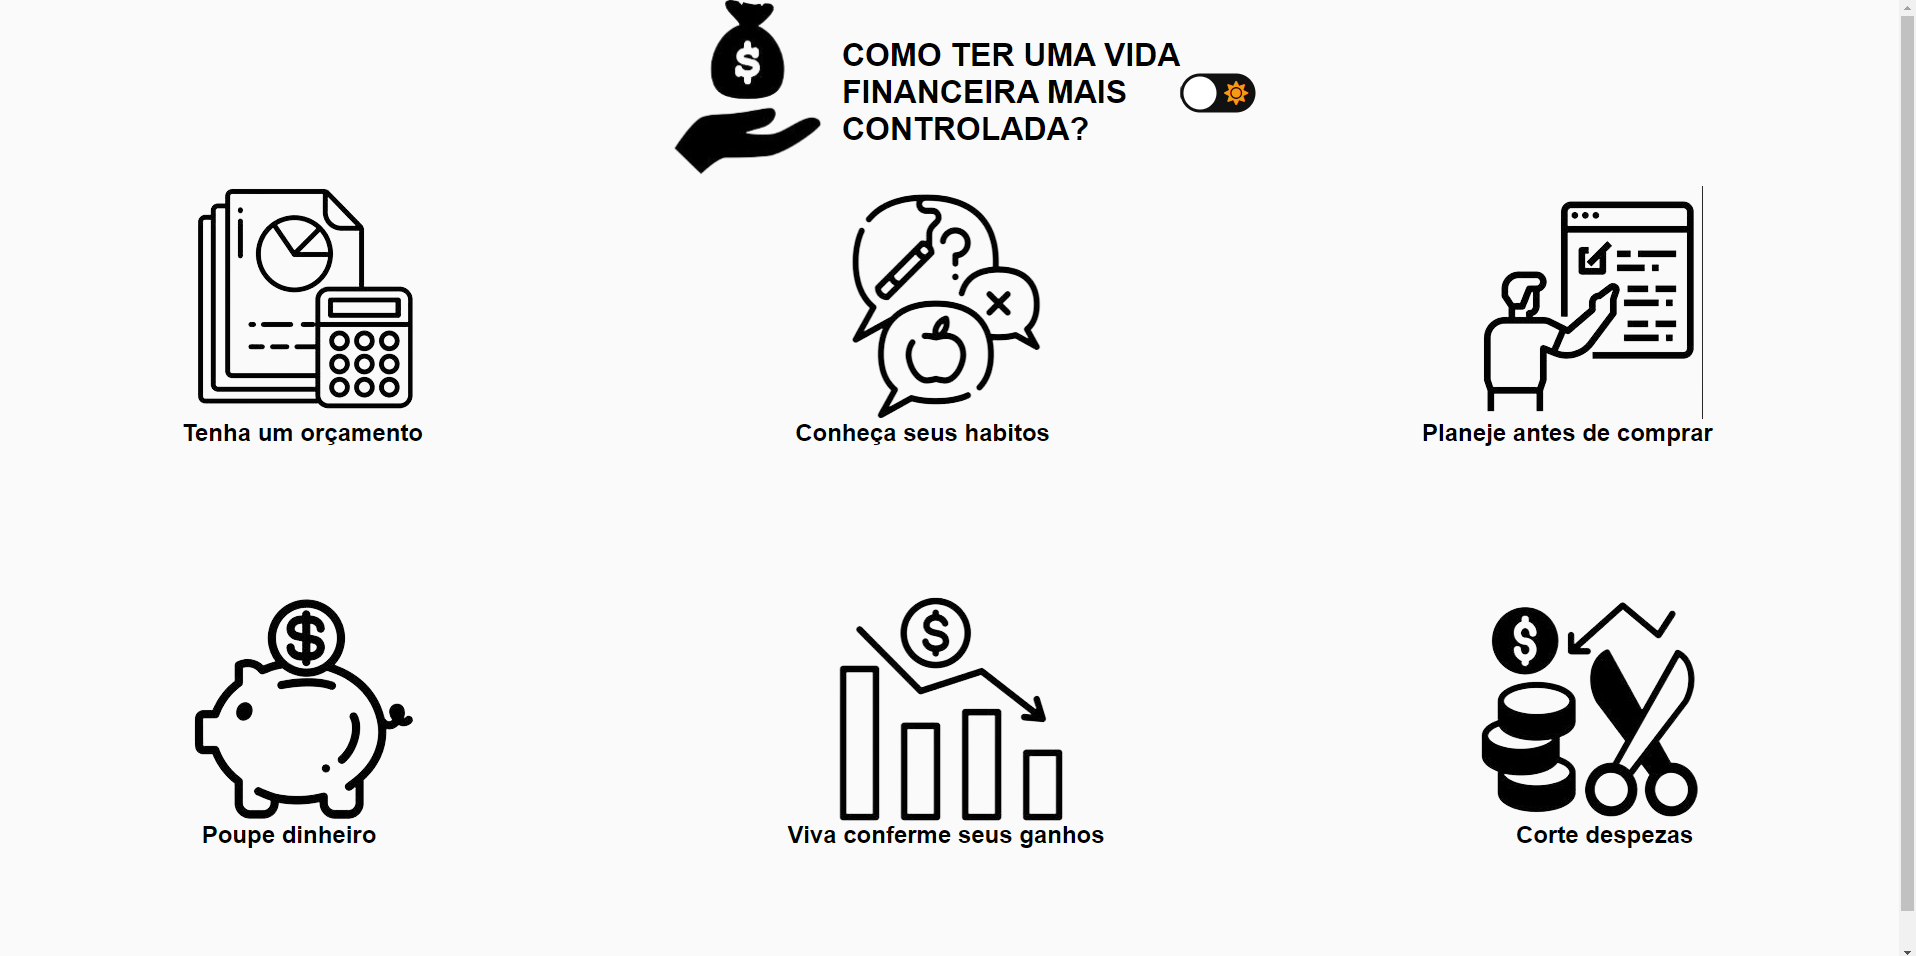 COMO TER UMA VIDA
FINANCEIRA MAIS
CONTROLADA?
Tenha um orçamento
Conheça seus habitos
Planeje antes de comprar
Poupe dinheiro
Viva conferme seus ganhos
Corte despezas